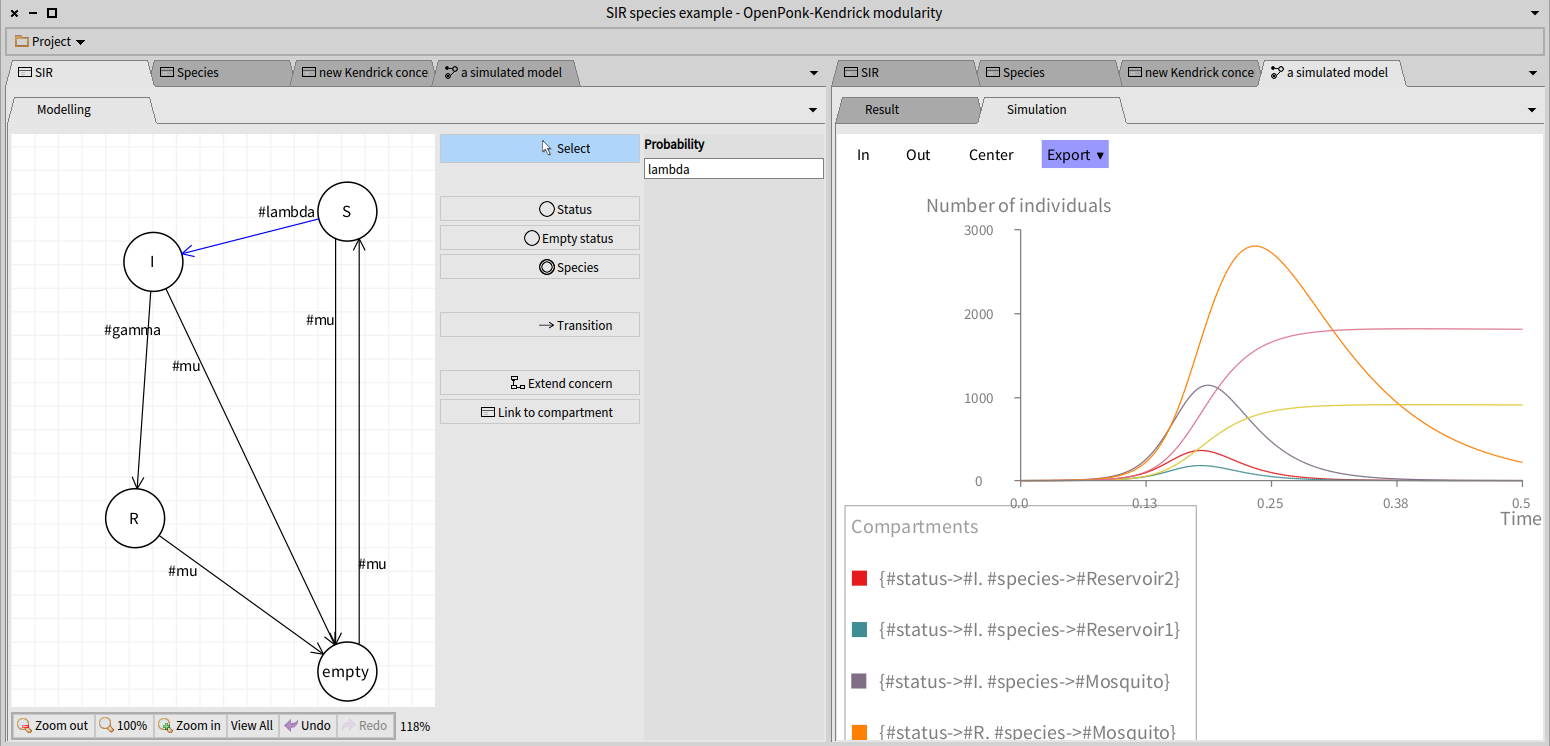 SIR species example - OpenPonk-Kendrick modularity
Project
SIR
Species
new Kendrick conce
a simulated model
SIR
Species
new Kendrick conce
a simulated model
Modelling
Result
Simulation
#lambda
S
I
#gamma
#mu
#mu
R
#mu
#mu
empty
Select
Status
Empty status
Species
Transition
Extend concern
Link to compartment
Probability
lambda
Zoom out
100%
Zoom in
View All
Undo
Redo
118%
In
Out
Center
Export ▾
Number of individuals
3000
2000
1000
0
0.0
0.13
0.25
0.38
0.5
Time
Compartments
{#status->#I. #species->#Reservoir2}
{#status->#I. #species->#Reservoir1}
{#status->#I. #species->#Mosquito}
{#status->#R. #species->#Mosquito}